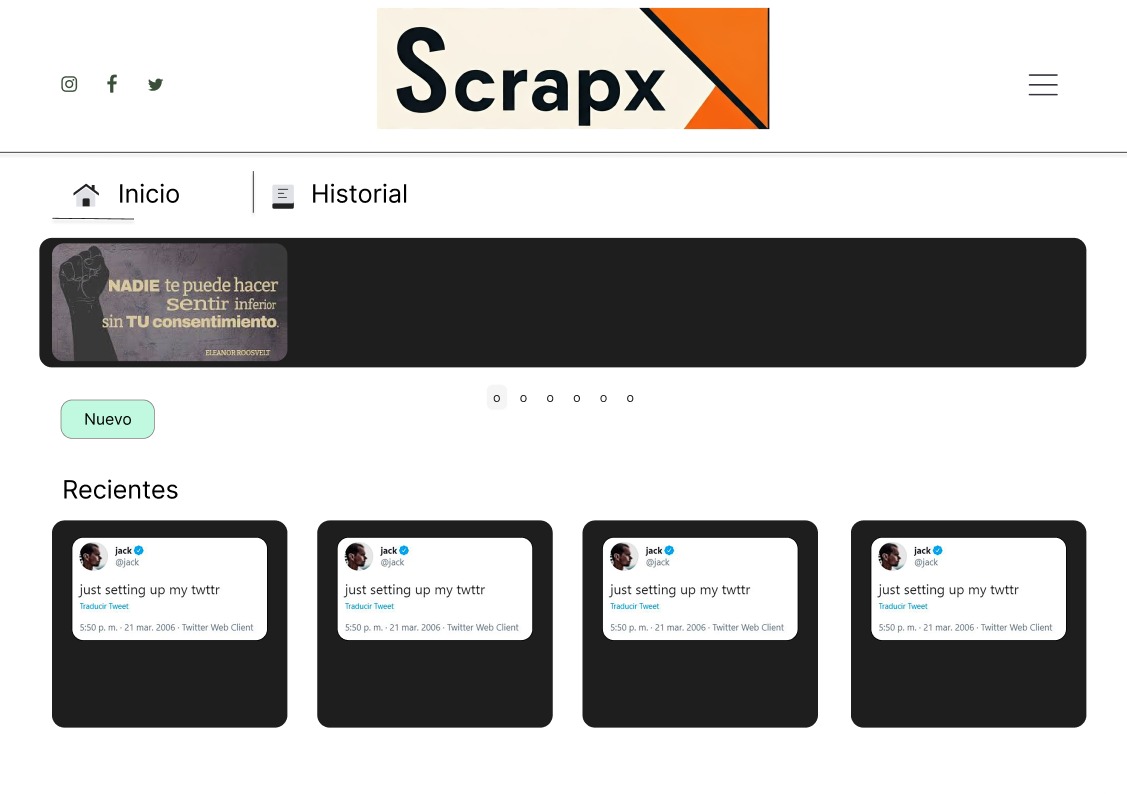 Scrapx
Inicio
Historial
NADIE te puede hacer
sentir inferior
sin TU consentimiento.
ELEANOR ROOSVELT
o o o o o o
Nuevo
Recientes
jack
@jack
just setting up my twttr
Traducir Tweet
5:50 p. m. · 21 mar. 2006 · Twitter Web Client
jack
@jack
just setting up my twttr
Traducir Tweet
5:50 p. m. · 21 mar. 2006 · Twitter Web Client
jack
@jack
just setting up my twttr
Traducir Tweet
5:50 p. m. · 21 mar. 2006 · Twitter Web Client
jack
@jack
just setting up my twttr
Traducir Tweet
5:50 p. m. · 21 mar. 2006 · Twitter Web Client